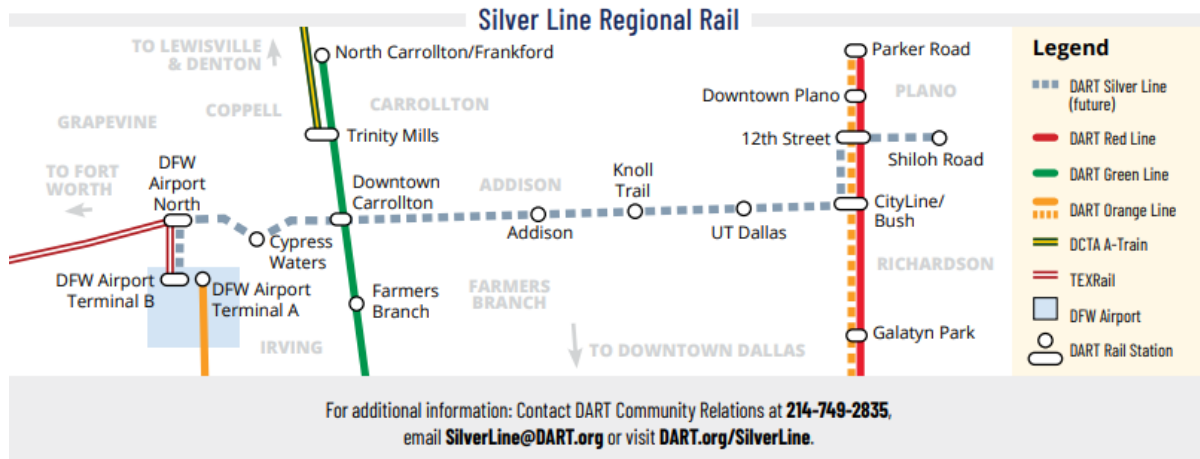 Silver Line Regional Rail
TO LEWISVILLE
& DENTON
North Carrollton/Frankford
Parker Road
COPPELL
CARROLLTON
Downtown Plano
PLANO
GRAPEVINE
Trinity Mills
12th Street
Shiloh Road
TO FORT
WORTH
DFW
Airport
North
Downtown
Carrollton
ADDISON
Knoll
Trail
CityLine/
Bush
Cypress
Waters
Addison
UT Dallas
RICHARDSON
DFW Airport
Terminal B
DFW Airport
Terminal A
Farmers
Branch
FARMERS
BRANCH
Galatyn Park
IRVING
TO DOWNTOWN DALLAS
Legend
DART Silver Line
(future)
DART Red Line
DART Green Line
DART Orange Line
DCTA A-Train
TEXRail
DFW Airport
DART Rail Station
For additional information: Contact DART Community Relations at 214-749-2835,
email SilverLine@DART.org or visit DART.org/SilverLine.